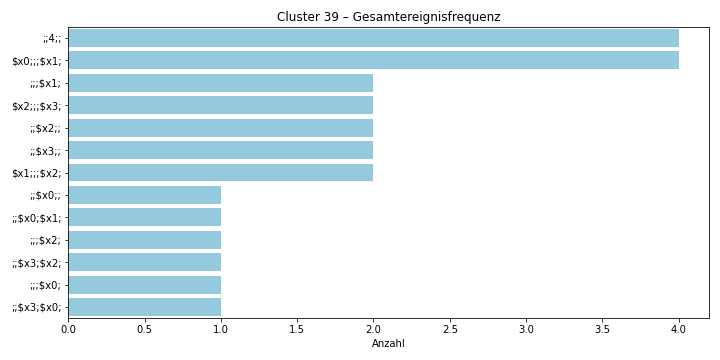 Cluster 39 – Gesamtereignisfrequenz
;;4;;
$x0;;;$x1;
;;;$x1;
$x2;;;$x3;
;;$x2;;
;;$x3;;
$x1;;;$x2;
;;$x0;;
;;$x0;$x1;
;;;$x2;
;;$x3;$x2;
;;;$x0;
;;$x3;$x0;
0.0 0.5 1.0 1.5 2.0 2.5 3.0 3.5 4.0
Anzahl